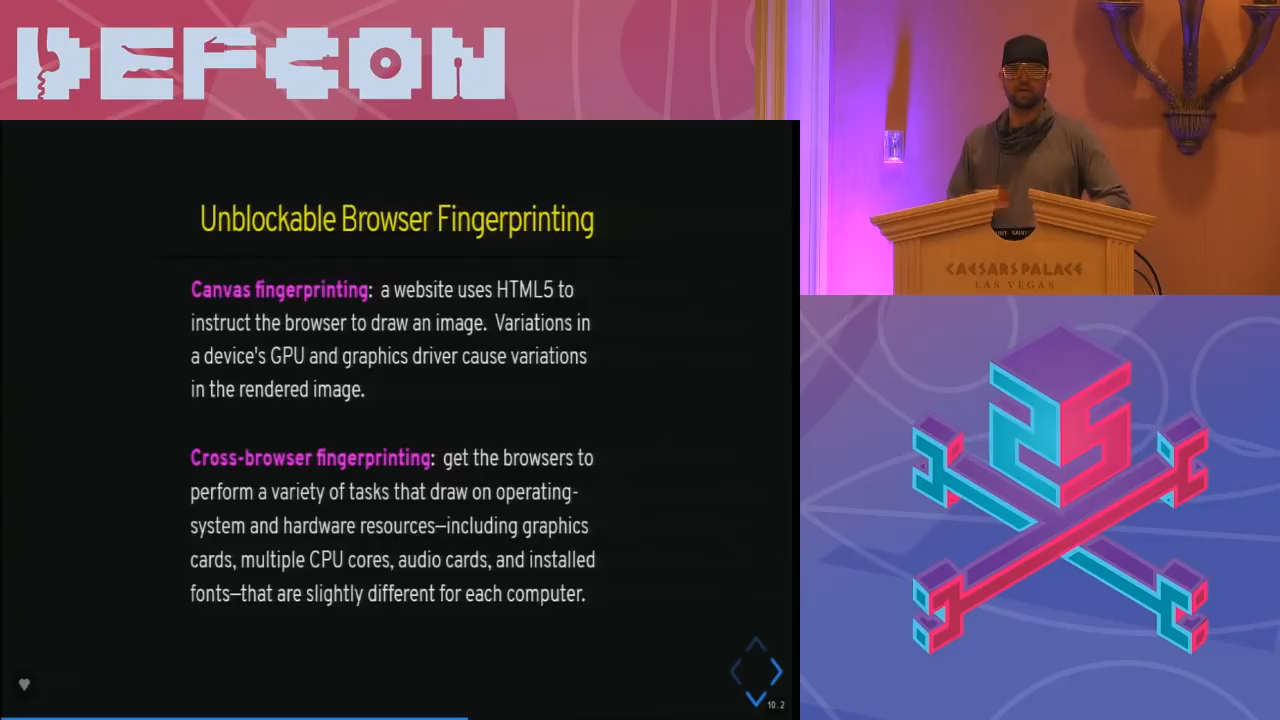 DEFCON
Unblockable Browser Fingerprinting
Canvas fingerprinting: a website uses HTML5 to
instruct the browser to draw an image. Variations in
a device's GPU and graphics driver cause variations
in the rendered image.
Cross-browser fingerprinting: get the browsers to
perform a variety of tasks that draw on operating-
system and hardware resources—including graphics
cards, multiple CPU cores, audio cards, and installed
fonts—that are slightly different for each computer.
10.2
CAESARS PALACE
LAS VEGAS
25